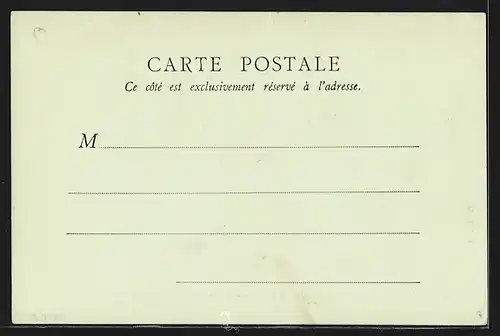 CARTE POSTALE
Ce côté est exclusivement réservé à l'adresse.
M